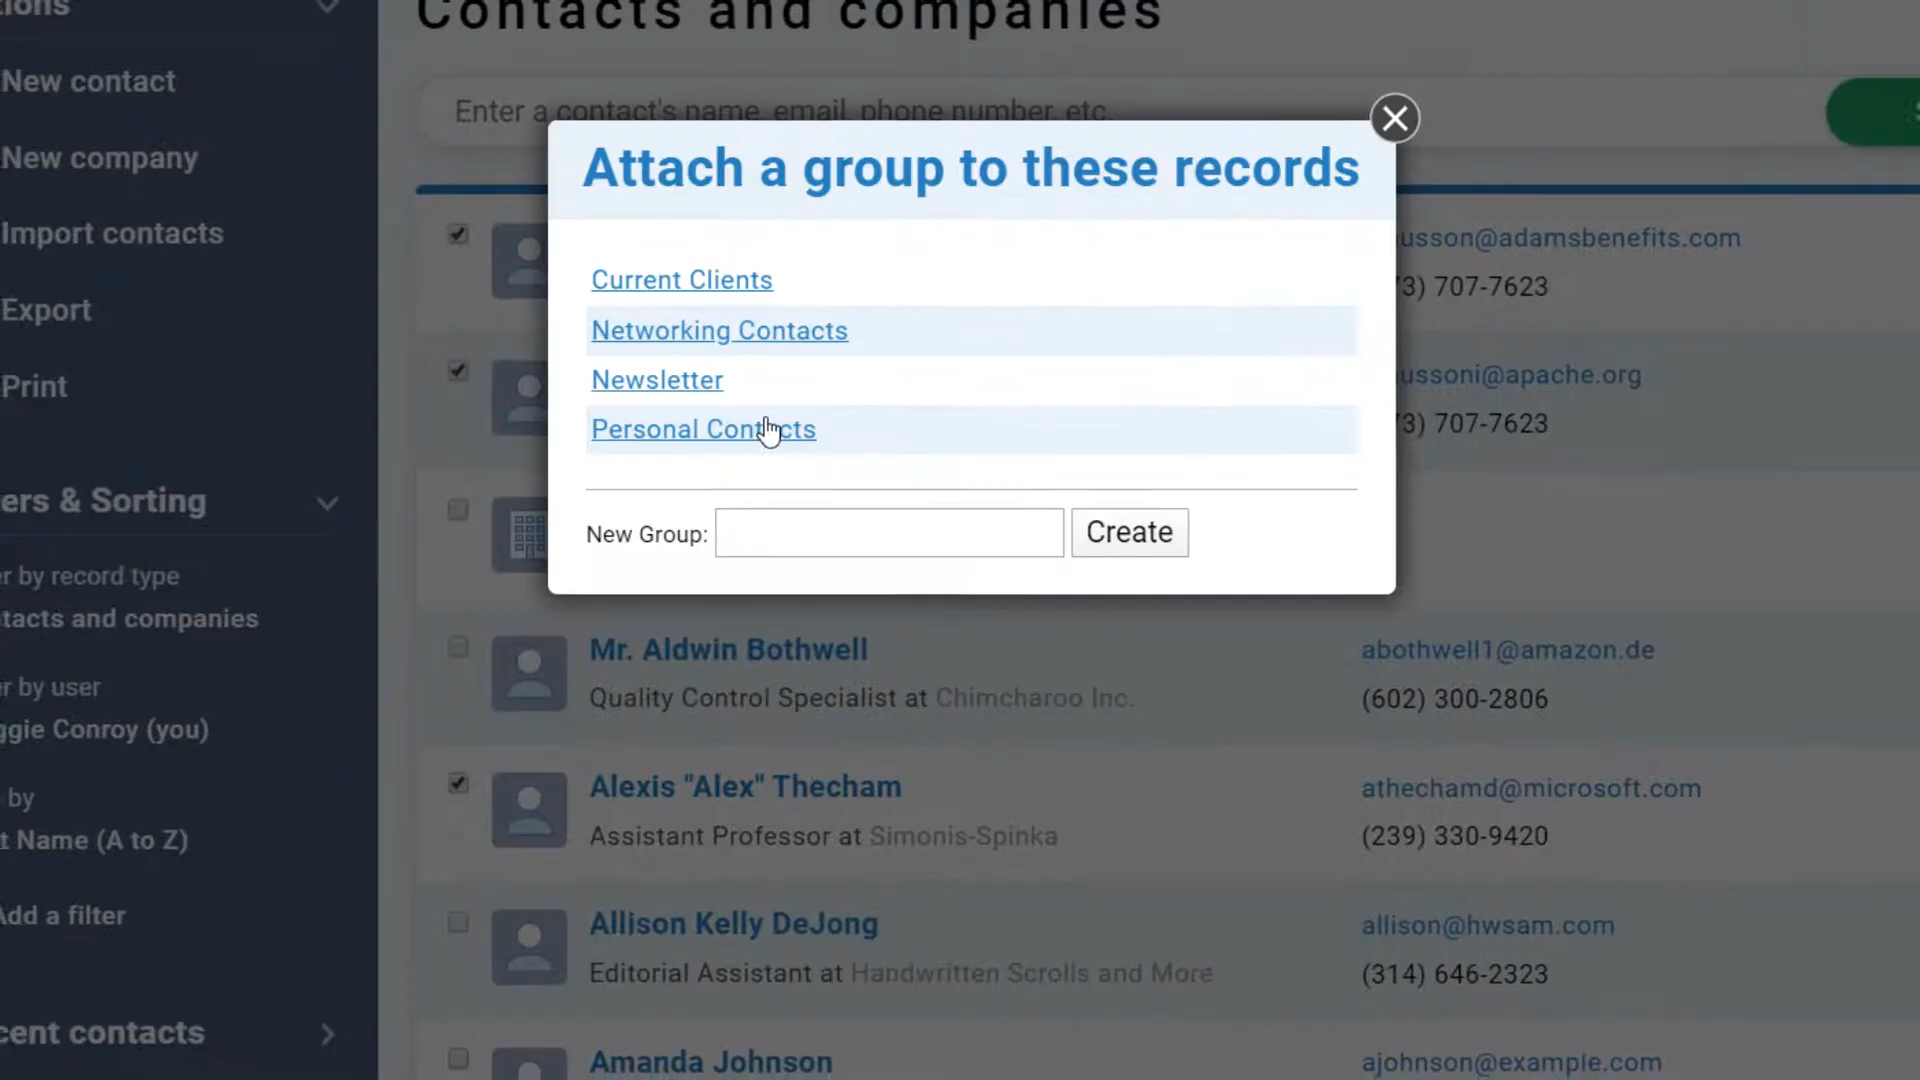 Contacts and companies
New contact
New company
Import contacts
Export
Print
Enter a contact's name, email, phone number, etc.
Attach a group to these records
Current Clients
Networking Contacts
Newsletter
Personal Contacts
New Group:
Create
usson@adamsbenefits.com
3) 707-7623
ussoni@apache.org
3) 707-7623
ers & Sorting
r by record type
tacts and companies
r by user
ggie Conroy (you)
by
t Name (A to Z)
Add a filter
cent contacts
Mr. Aldwin Bothwell
Quality Control Specialist at Chimcharoo Inc.
abothwell1@amazon.de
(602) 300-2806
Alexis "Alex" Thecham
Assistant Professor at Simonis-Spinka
athechamd@microsoft.com
(239) 330-9420
Allison Kelly DeJong
Editorial Assistant at Handwritten Scrolls and More
allison@hwsam.com
(314) 646-2323
Amanda Johnson
ajohnson@example.com